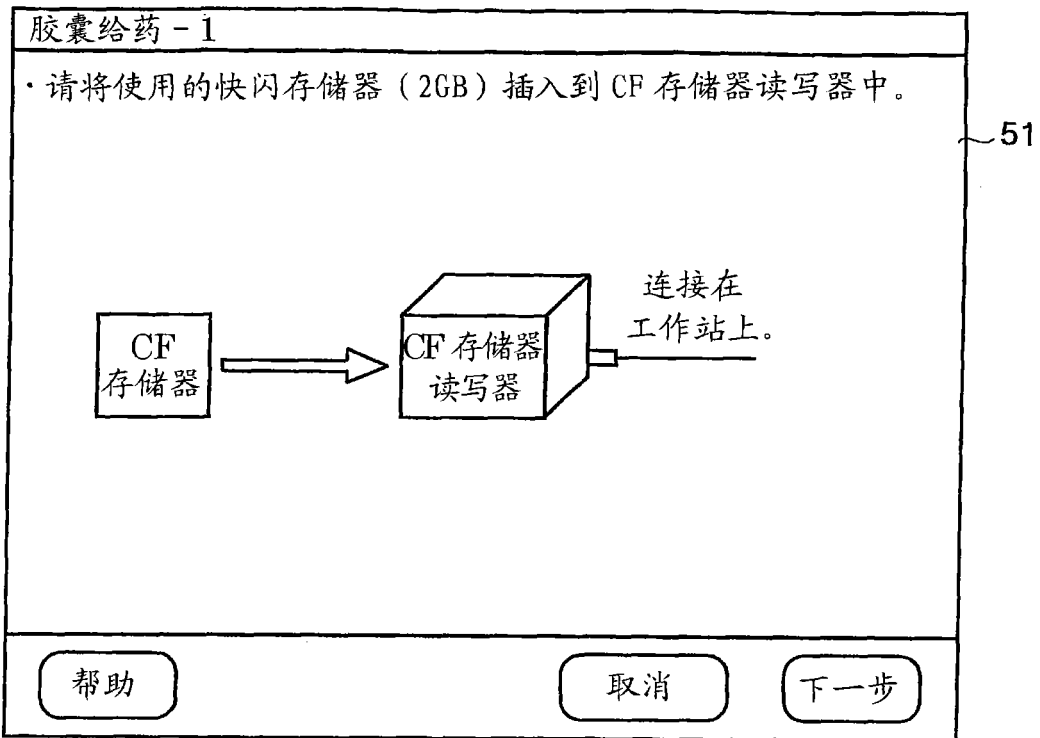 胶囊给药-1
·请将使用的快闪存储器(2GB)插入到CF存储器读写器中。
51
连接在
工作站上。
CF
存储器
CF存储器
读写器
帮助
取消
下一步